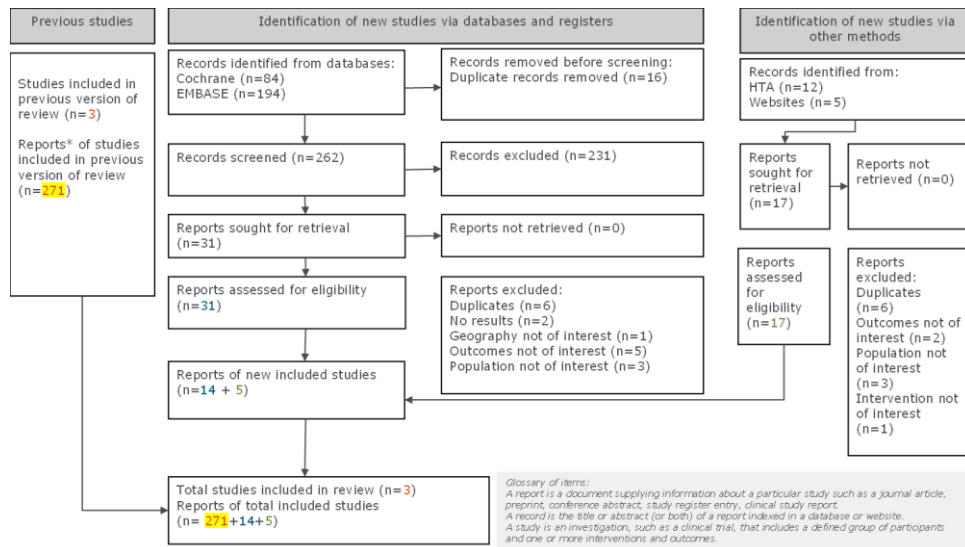 Previous studies
Identification of new studies via databases and registers
Identification of new studies via
other methods
Studies included in
previous version of
review (n=3)
Reports* of studies
included in previous
version of review
(n=271)
Records identified from databases:
Cochrane (n=84)
EMBASE (n=194)
Records removed before screening:
Duplicate records removed (n=16)
Records identified from:
HTA (n=12)
Websites (n=5)
Records screened (n=262)
Records excluded (n=231)
Reports
sought for
retrieval
(n=17)
Reports not
retrieved (n=0)
Reports sought for retrieval
(n=31)
Reports not retrieved (n=0)
Reports assessed for eligibility
(n=31)
Reports excluded:
Duplicates (n=6)
No results (n=2)
Geography not of interest (n=1)
Outcomes not of interest (n=5)
Population not of interest (n=3)
Reports
assessed
for
eligibility
(n=17)
Reports
excluded:
Duplicates
(n=6)
Outcomes not of
interest (n=2)
Population not
of interest
(n=3)
Intervention not
of interest
(n=1)
Reports of new included studies
(n=14 + 5)
Total studies included in review (n=3)
Reports of total included studies
(n= 271+14+5)
Glossary of items:
A report is a document supplying information about a particular study such as a journal article,
preprint, conference abstract, study register entry, clinical study report.
A record is the title or abstract (or both) of a report indexed in a database or website.
A study is an investigation, such as a clinical trial, that includes a defined group of participants
and one or more interventions and outcomes.